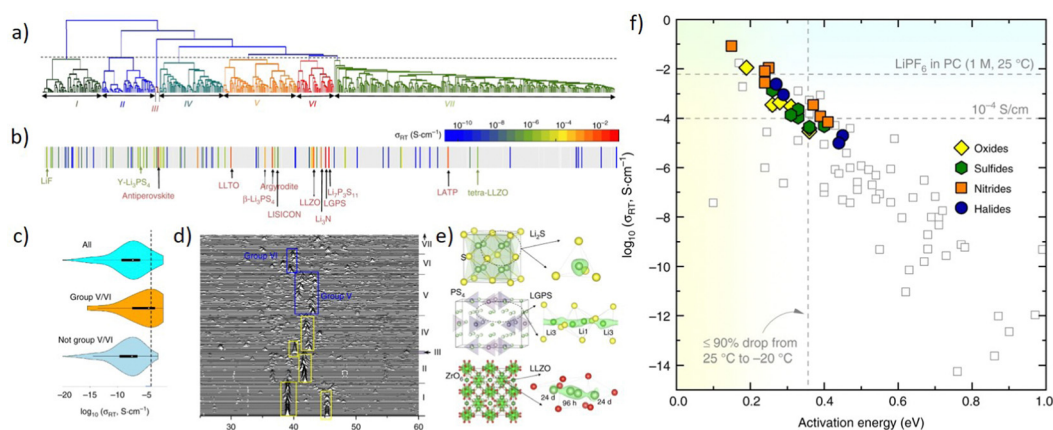 a)
I II III IV V VI VII
b)
σRT (S·cm⁻¹) 10⁻¹⁰ 10⁻⁸ 10⁻⁶ 10⁻⁴ 10⁻²
LiF
Y-Li₃PS₄
Antiperovskite
LLTO
β-Li₃PS₄
Argyrodite
LISICON
LLZO
Li₃N
LGPS
Li₇P₃S₁₁
LATP
tetra-LLZO
c)
All
Group V/VI
Not group V/VI
−20 −15 −10 −5
log₁₀ (σRT, S·cm⁻¹)
d)
Group VI
Group V
VII
VI
V
IV
III
II
I
30 40 50 60
e)
Li₂S
S
PS₄
LGPS
Li3 Li1 Li3
ZrO₆
LLZO
24 d 96 h 24 d
f)
log₁₀ (σRT, S·cm⁻¹)
0
−2
−4
−6
−8
−10
−12
−14
LiPF₆ in PC (1 M, 25 °C)
10⁻⁴ S/cm
Oxides
Sulfides
Nitrides
Halides
≤ 90% drop from
25 °C to −20 °C
0.0 0.2 0.4 0.6 0.8 1.0
Activation energy (eV)